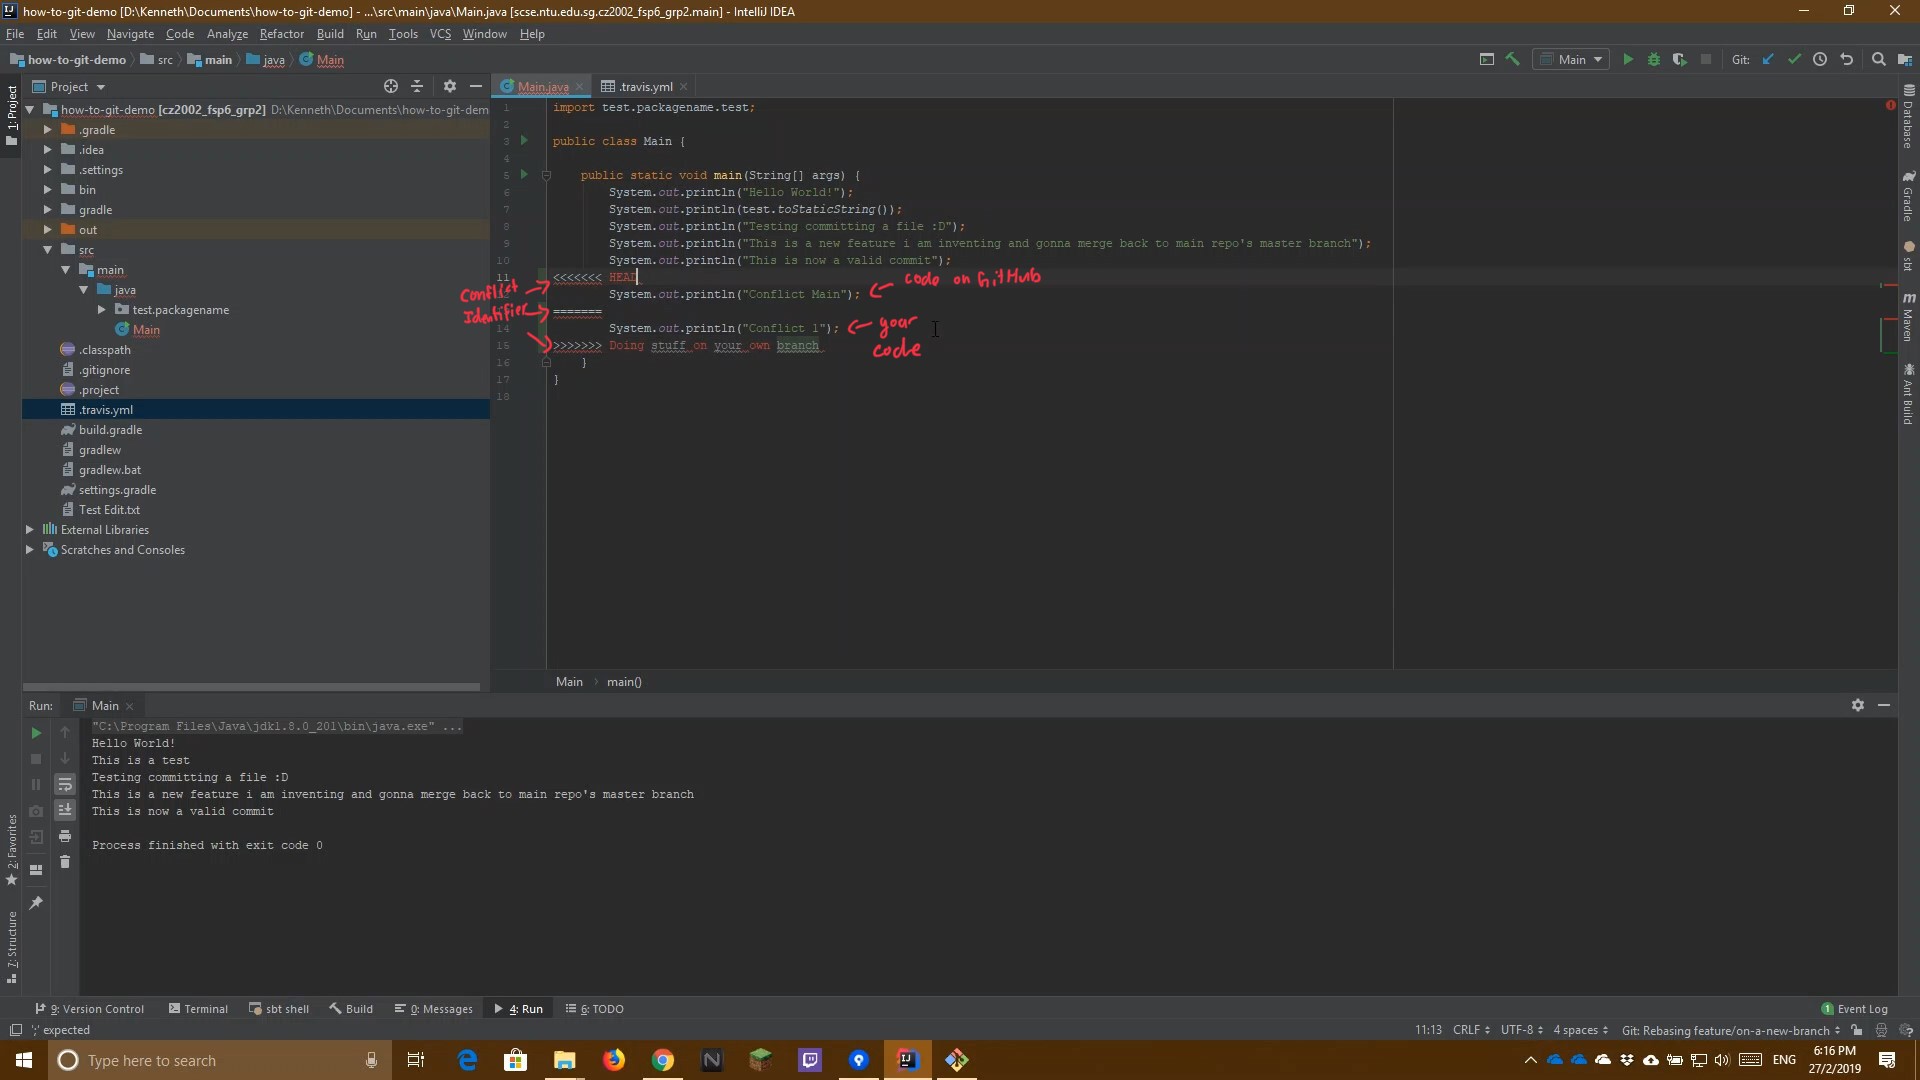 how-to-git-demo [D:\Kenneth\Documents\how-to-git-demo] - ...\src\main\java\Main.java [scse.ntu.edu.sg.cz2002_fsp6_grp2.main] - IntelliJ IDEA
File Edit View Navigate Code Analyze Refactor Build Run Tools VCS Window Help
how-to-git-demo src main java Main
Main Git:
Project
Main.java .travis.yml
1: Project
how-to-git-demo [cz2002_fsp6_grp2] D:\Kenneth\Documents\how-to-git-dem
.gradle
.idea
.settings
bin
gradle
out
src
main
java
test.packagename
Main
.classpath
.gitignore
.project
.travis.yml
build.gradle
gradlew
gradlew.bat
settings.gradle
Test Edit.txt
External Libraries
Scratches and Consoles
1 import test.packagename.test;
2
3 public class Main {
4
5 public static void main(String[] args) {
6 System.out.println("Hello World!");
7 System.out.println(test.toStaticString());
8 System.out.println("Testing committing a file :D");
9 System.out.println("This is a new feature i am inventing and gonna merge back to main repo's master branch");
10 System.out.println("This is now a valid commit");
11 <<<<<<< HEAD
System.out.println("Conflict Main");
=======
14 System.out.println("Conflict 1");
15 >>>>>>> Doing stuff on your own branch
16 }
17 }
18
Conflict
Identifier
code on GitHub
your
code
Database
Gradle
sbt
Maven
Ant Build
Main main()
Run: Main
"C:\Program Files\Java\jdk1.8.0_201\bin\java.exe" ...
Hello World!
This is a test
Testing committing a file :D
This is a new feature i am inventing and gonna merge back to main repo's master branch
This is now a valid commit
Process finished with exit code 0
2: Favorites
7: Structure
9: Version Control Terminal sbt shell Build 0: Messages 4: Run 6: TODO 1 Event Log
';' expected
11:13 CRLF UTF-8 4 spaces Git: Rebasing feature/on-a-new-branch
Type here to search
ENG
6:16 PM
27/2/2019